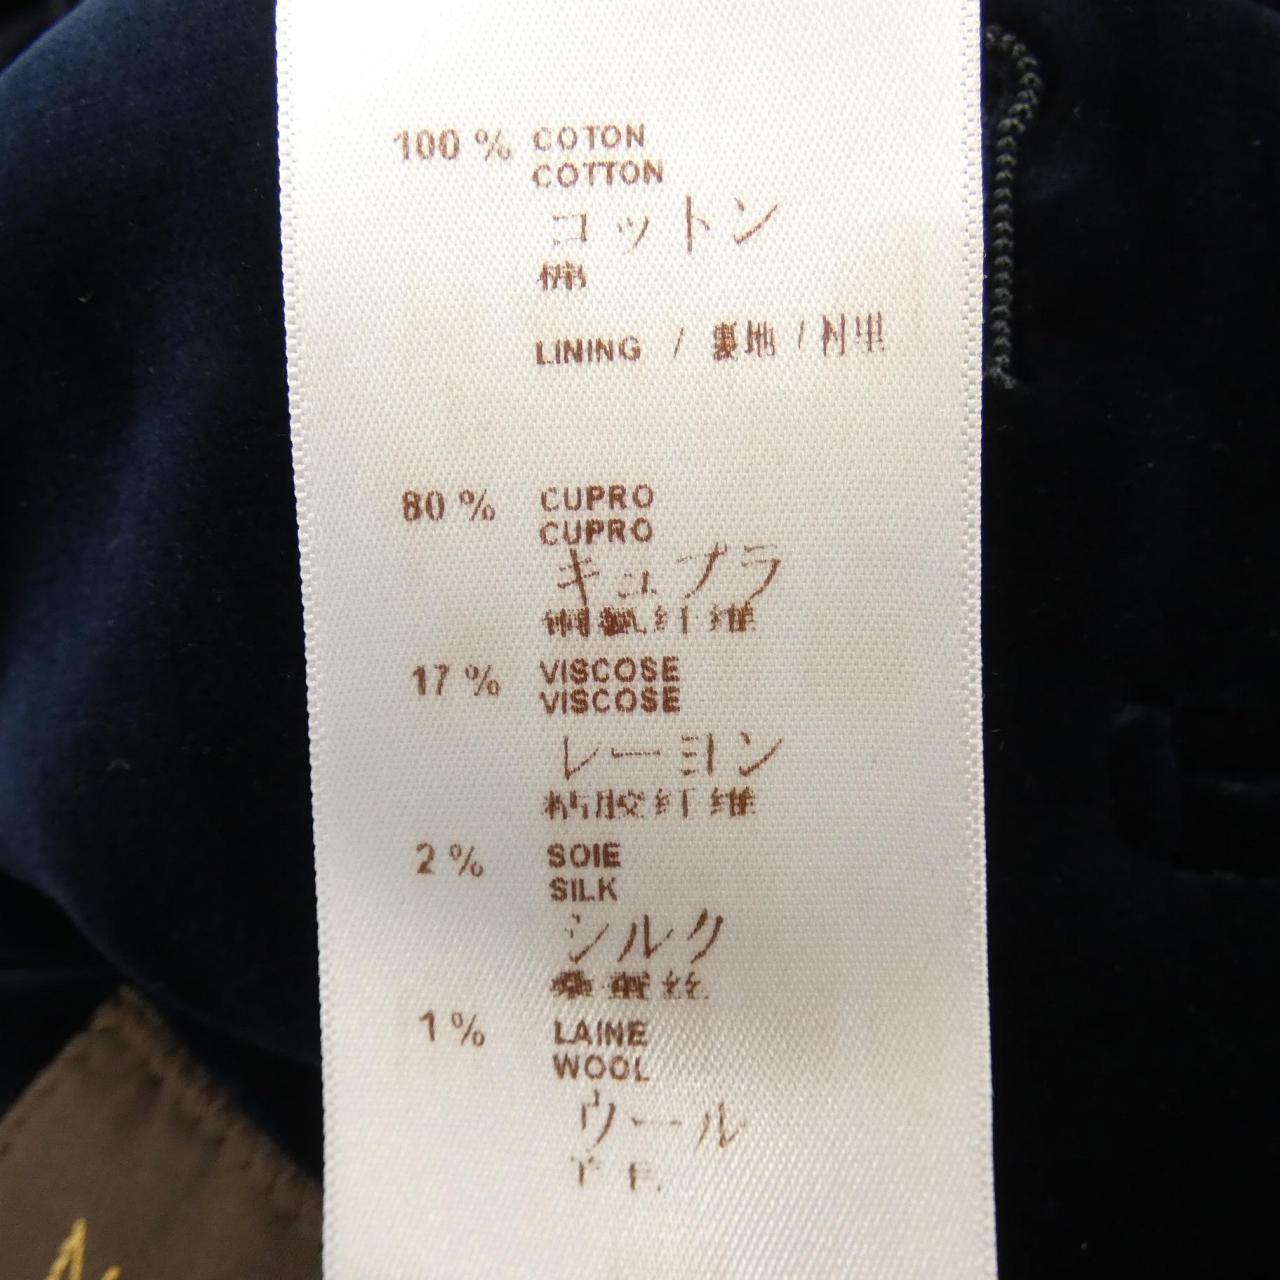 100 % COTON
COTTON
コットン
棉
LINING / 裏地 / 衬里
80 % CUPRO
CUPRO
キュプラ
铜氨纤维
17 % VISCOSE
VISCOSE
レーヨン
粘胶纤维
2 % SOIE
SILK
シルク
桑蚕丝
1 % LAINE
WOOL
ウール
羊毛